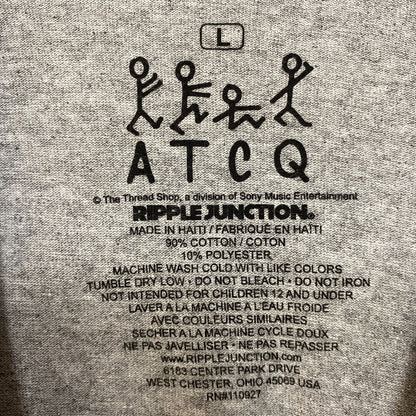 L
ATCQ
© The Thread Shop, a division of Sony Music Entertainment
RIPPLE JUNCTION®
MADE IN HAITI / FABRIQUÉ EN HAÏTI
90% COTTON / COTON
10% POLYESTER
MACHINE WASH COLD WITH LIKE COLORS
TUMBLE DRY LOW • DO NOT BLEACH • DO NOT IRON
NOT INTENDED FOR CHILDREN 12 AND UNDER
LAVER A LA MACHINE A L'EAU FROIDE
AVEC COULEURS SIMILAIRES
SECHER A LA MACHINE CYCLE DOUX
NE PAS JAVELLISER • NE PAS REPASSER
www.RIPPLEJUNCTION.com
6183 CENTRE PARK DRIVE
WEST CHESTER, OHIO 45069 USA
RN#110927